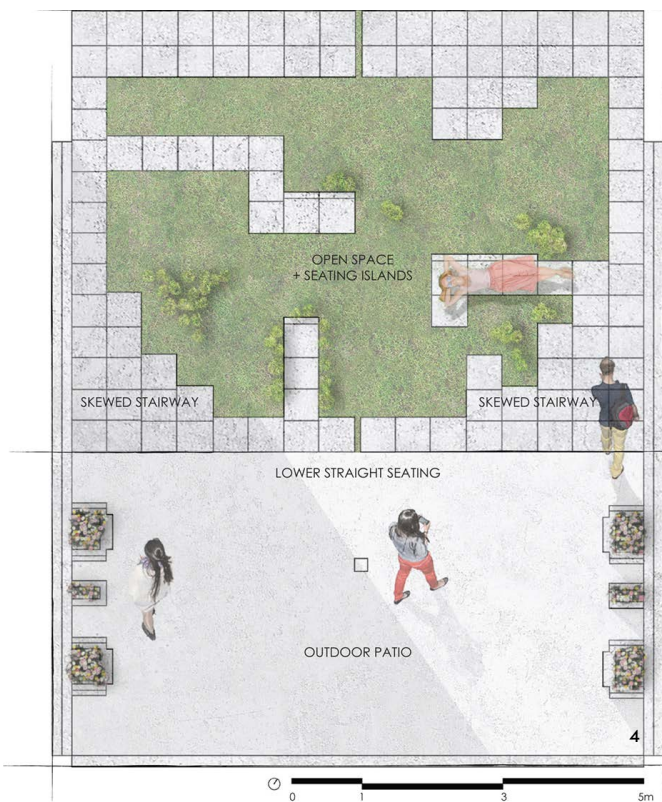 OPEN SPACE
+ SEATING ISLANDS
SKEWED STAIRWAY
SKEWED STAIRWAY
LOWER STRAIGHT SEATING
OUTDOOR PATIO
4
0 1 3 5m